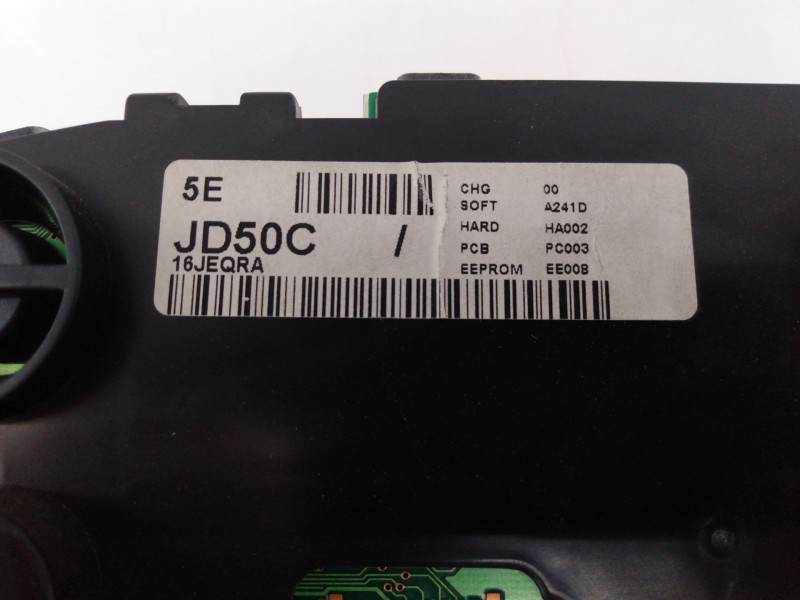 5E
JD50C /
16JEQRA
CHG 00
SOFT A241D
HARD HA002
PCB PC003
EEPROM EE008